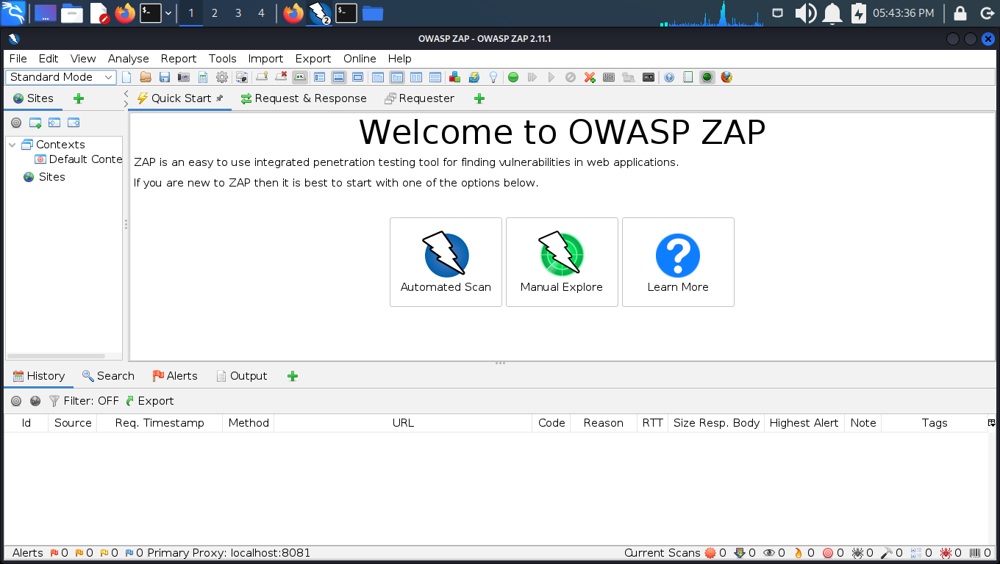 1 2 3 4 2 05:43:36 PM
OWASP ZAP - OWASP ZAP 2.11.1
File Edit View Analyse Report Tools Import Export Online Help
Standard Mode
Sites
Quick Start Request & Response Requester
Contexts
Default Conte
Sites
Welcome to OWASP ZAP
ZAP is an easy to use integrated penetration testing tool for finding vulnerabilities in web applications.
If you are new to ZAP then it is best to start with one of the options below.
Automated Scan Manual Explore Learn More
History Search Alerts Output
Filter: OFF Export
Id Source Req. Timestamp Method URL Code Reason RTT Size Resp. Body Highest Alert Note Tags
Alerts 0 0 0 0 Primary Proxy: localhost:8081 Current Scans 0 0 0 0 0 0 0 0 0 0